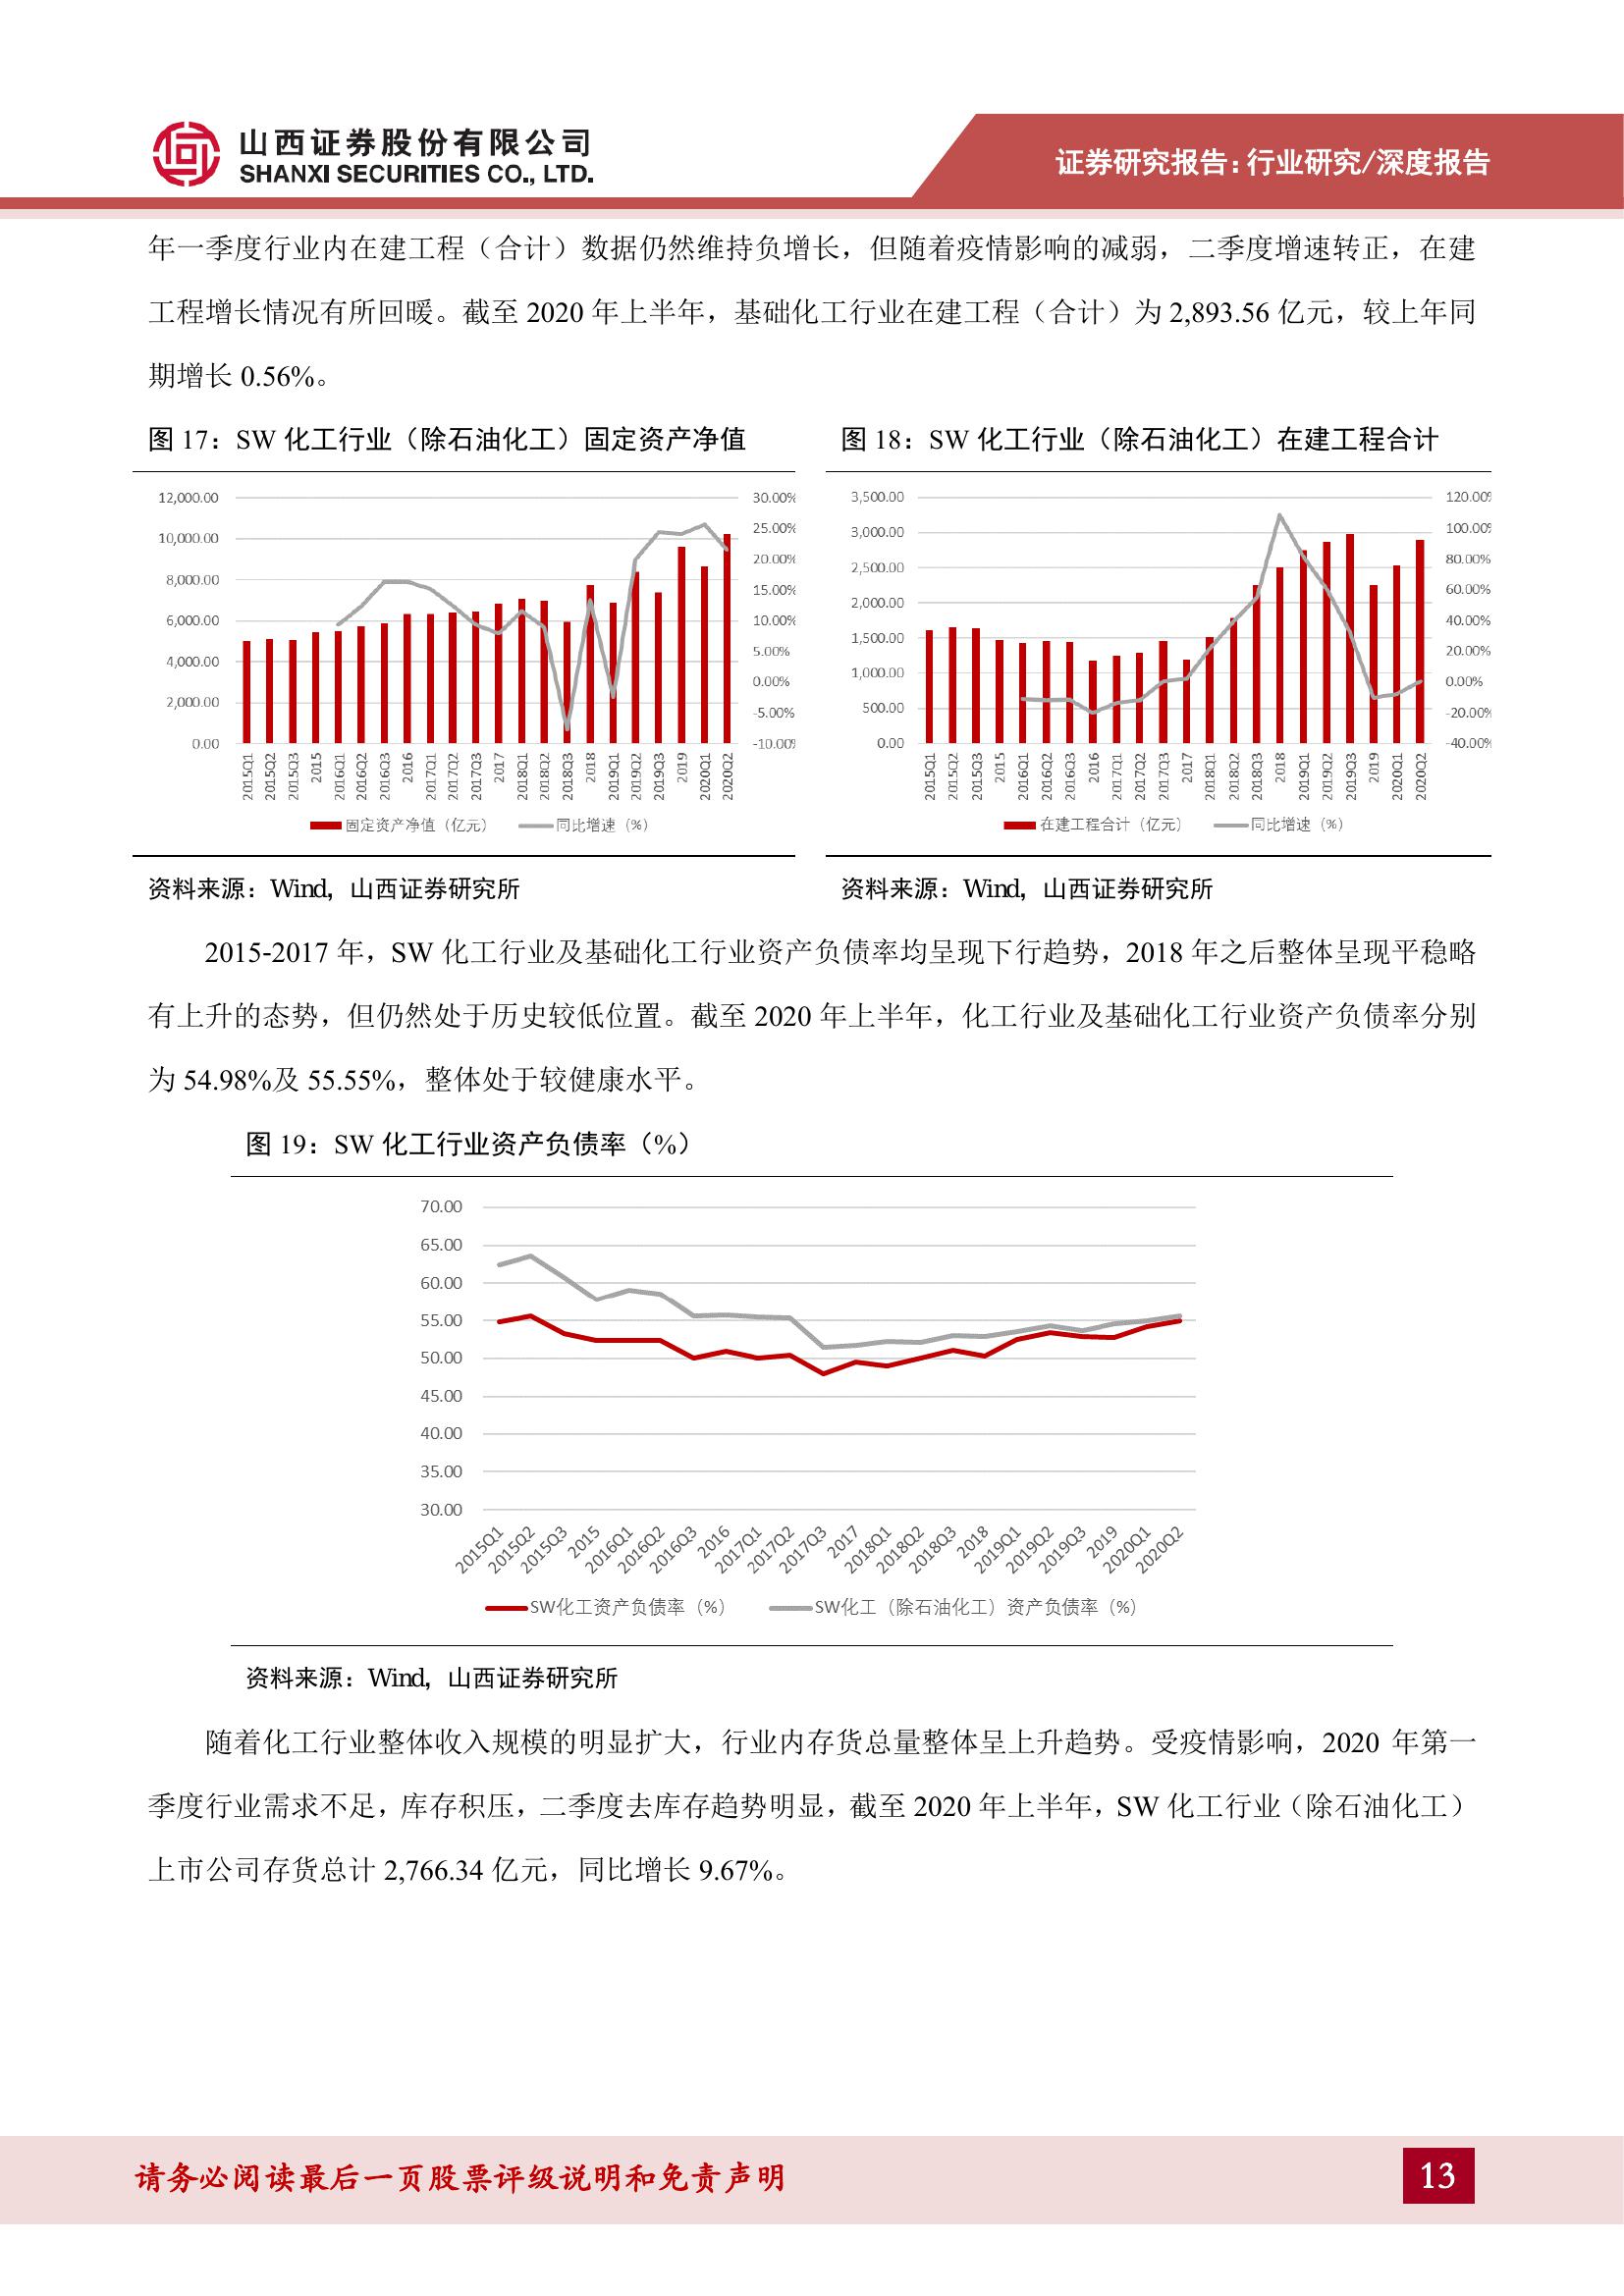 山西证券股份有限公司
SHANXI SECURITIES CO., LTD.
证券研究报告:行业研究/深度报告
年一季度行业内在建工程（合计）数据仍然维持负增长，但随着疫情影响的减弱，二季度增速转正，在建
工程增长情况有所回暖。截至 2020 年上半年，基础化工行业在建工程（合计）为 2,893.56 亿元，较上年同
期增长 0.56%。
图 17：SW 化工行业（除石油化工）固定资产净值
12,000.00
10,000.00
8,000.00
6,000.00
4,000.00
2,000.00
0.00
30.00%
25.00%
20.00%
15.00%
10.00%
5.00%
0.00%
-5.00%
-10.00%
2015Q1
2015Q2
2015Q3
2015
2016Q1
2016Q2
2016Q3
2016
2017Q1
2017Q2
2017Q3
2017
2018Q1
2018Q2
2018Q3
2018
2019Q1
2019Q2
2019Q3
2019
2020Q1
2020Q2
固定资产净值（亿元）
同比增速（%）
资料来源：Wind，山西证券研究所
图 18：SW 化工行业（除石油化工）在建工程合计
3,500.00
3,000.00
2,500.00
2,000.00
1,500.00
1,000.00
500.00
0.00
120.00%
100.00%
80.00%
60.00%
40.00%
20.00%
0.00%
-20.00%
-40.00%
2015Q1
2015Q2
2015Q3
2015
2016Q1
2016Q2
2016Q3
2016
2017Q1
2017Q2
2017Q3
2017
2018Q1
2018Q2
2018Q3
2018
2019Q1
2019Q2
2019Q3
2019
2020Q1
2020Q2
在建工程合计（亿元）
同比增速（%）
资料来源：Wind，山西证券研究所
2015-2017 年，SW 化工行业及基础化工行业资产负债率均呈现下行趋势，2018 年之后整体呈现平稳略
有上升的态势，但仍然处于历史较低位置。截至 2020 年上半年，化工行业及基础化工行业资产负债率分别
为 54.98%及 55.55%，整体处于较健康水平。
图 19：SW 化工行业资产负债率（%）
70.00
65.00
60.00
55.00
50.00
45.00
40.00
35.00
30.00
2015Q1
2015Q2
2015Q3
2015
2016Q1
2016Q2
2016Q3
2016
2017Q1
2017Q2
2017Q3
2017
2018Q1
2018Q2
2018Q3
2018
2019Q1
2019Q2
2019Q3
2019
2020Q1
2020Q2
SW化工资产负债率（%）
SW化工（除石油化工）资产负债率（%）
资料来源：Wind，山西证券研究所
随着化工行业整体收入规模的明显扩大，行业内存货总量整体呈上升趋势。受疫情影响，2020 年第一
季度行业需求不足，库存积压，二季度去库存趋势明显，截至 2020 年上半年，SW 化工行业（除石油化工）
上市公司存货总计 2,766.34 亿元，同比增长 9.67%。
请务必阅读最后一页股票评级说明和免责声明
13